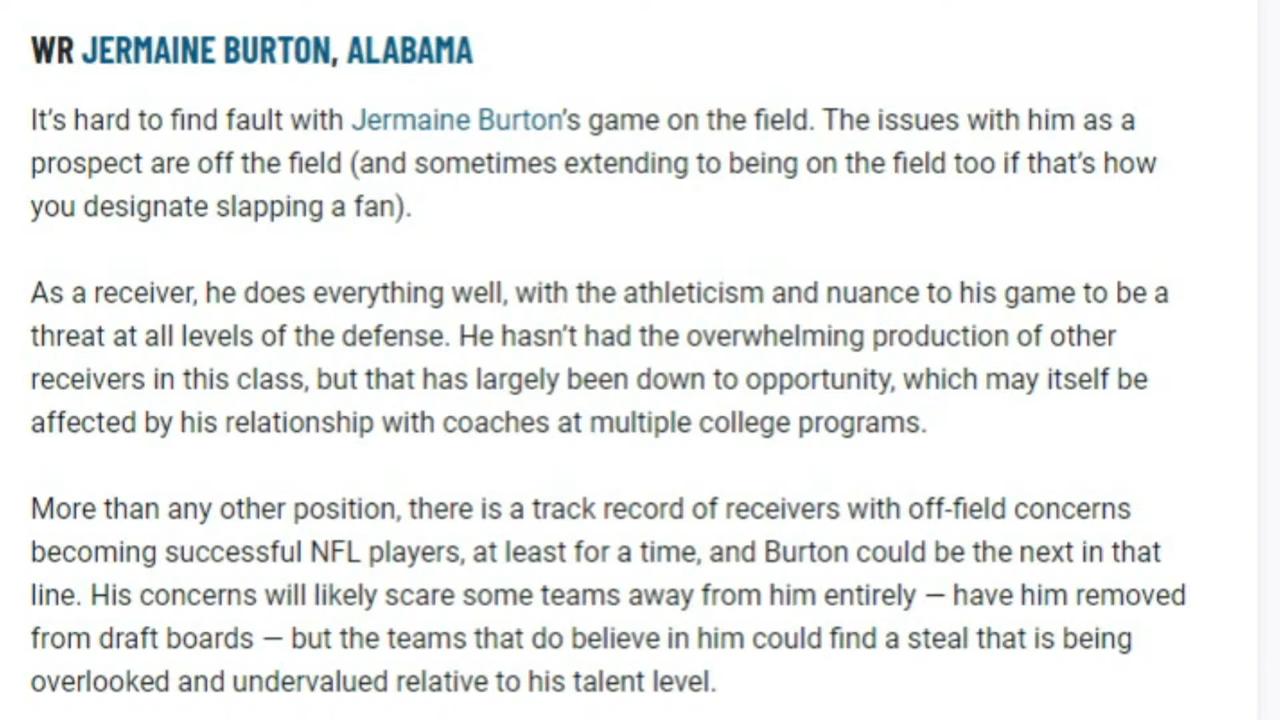 WR JERMAINE BURTON, ALABAMA
It's hard to find fault with Jermaine Burton's game on the field. The issues with him as a
prospect are off the field (and sometimes extending to being on the field too if that's how
you designate slapping a fan).
As a receiver, he does everything well, with the athleticism and nuance to his game to be a
threat at all levels of the defense. He hasn't had the overwhelming production of other
receivers in this class, but that has largely been down to opportunity, which may itself be
affected by his relationship with coaches at multiple college programs.
More than any other position, there is a track record of receivers with off-field concerns
becoming successful NFL players, at least for a time, and Burton could be the next in that
line. His concerns will likely scare some teams away from him entirely — have him removed
from draft boards — but the teams that do believe in him could find a steal that is being
overlooked and undervalued relative to his talent level.